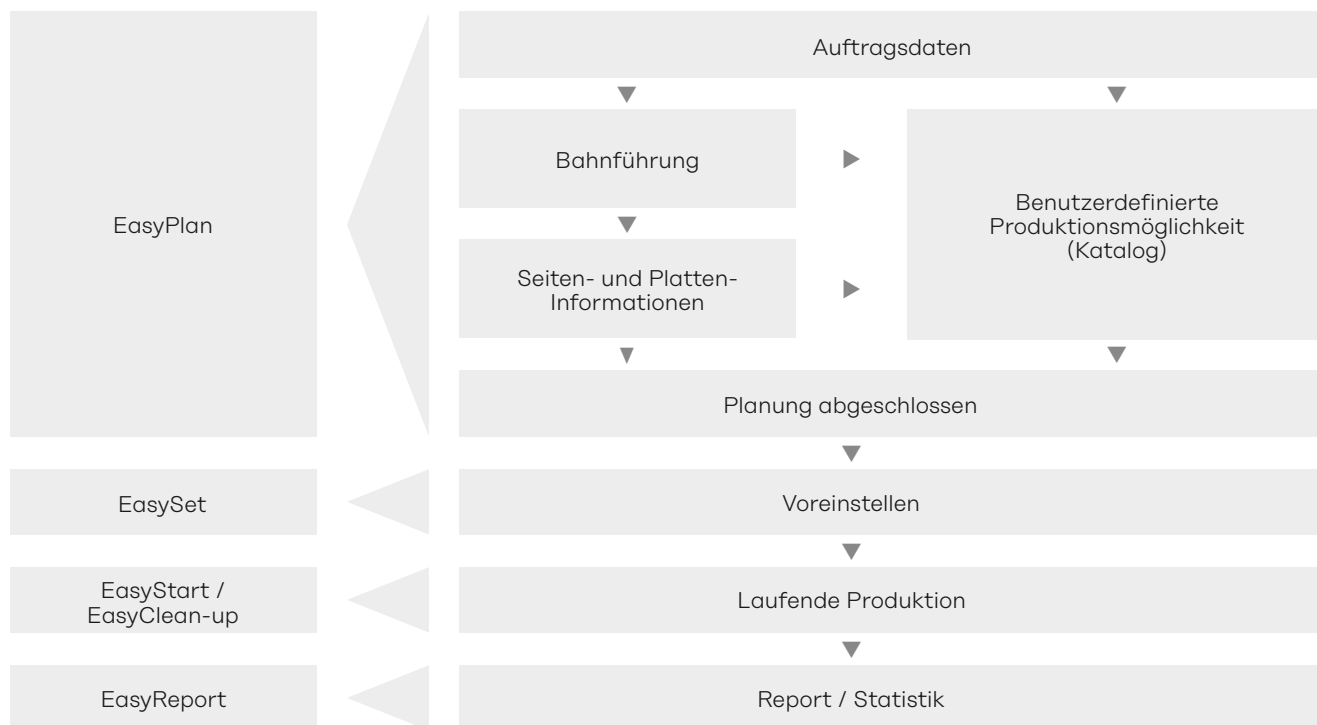 Auftragsdaten
Bahnführung
EasyPlan
Benutzerdefinierte
Produktionsmöglichkeit
(Katalog)
Seiten- und Platten-
Informationen
Planung abgeschlossen
EasySet
Voreinstellen
EasyStart /
EasyClean-up
Laufende Produktion
EasyReport
Report / Statistik